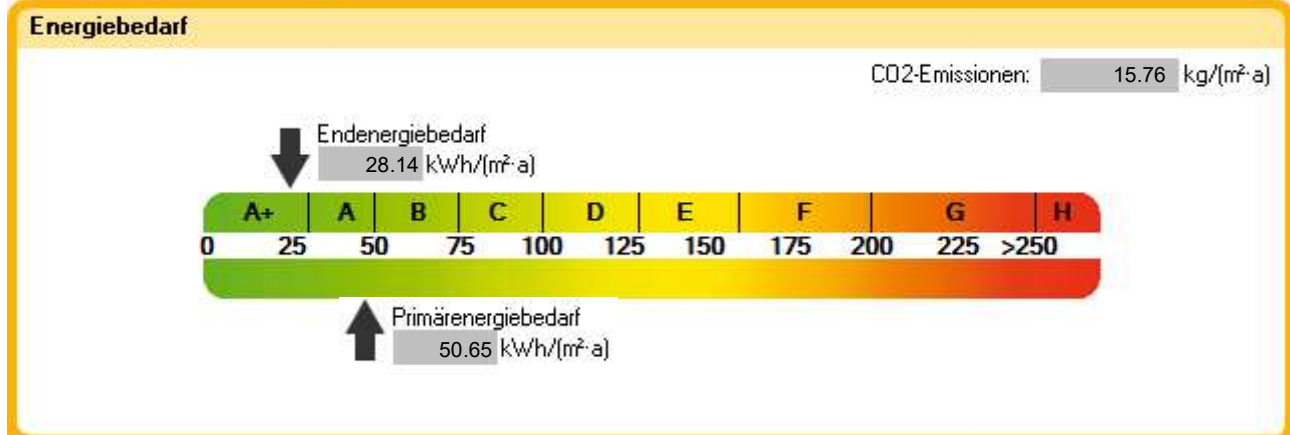 Energiebedarf
CO2-Emissionen: 15.76 kg/(m²·a)
Endenergiebedarf
28.14 kWh/(m²·a)
A+ A B C D E F G H
0 25 50 75 100 125 150 175 200 225 >250
Primärenergiebedarf
50.65 kWh/(m²·a)